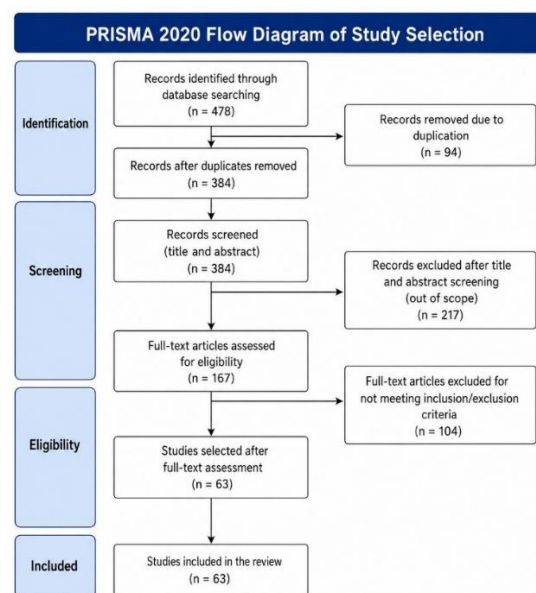 PRISMA 2020 Flow Diagram of Study Selection
Identification
Records identified through
database searching
(n = 478)
Records removed due to
duplication
(n = 94)
Records after duplicates removed
(n = 384)
Screening
Records screened
(title and abstract)
(n = 384)
Records excluded after title
and abstract screening
(out of scope)
n = 217)
Full-text articles assessed
for eligibility
(n = 167)
Full-text articles excluded for
not meeting inclusion/exclusion
criteria
(n = 104)
Eligibility
Studies selected after
full-text assessment
(n = 63)
Included
Studies included in the review
(n = 63)